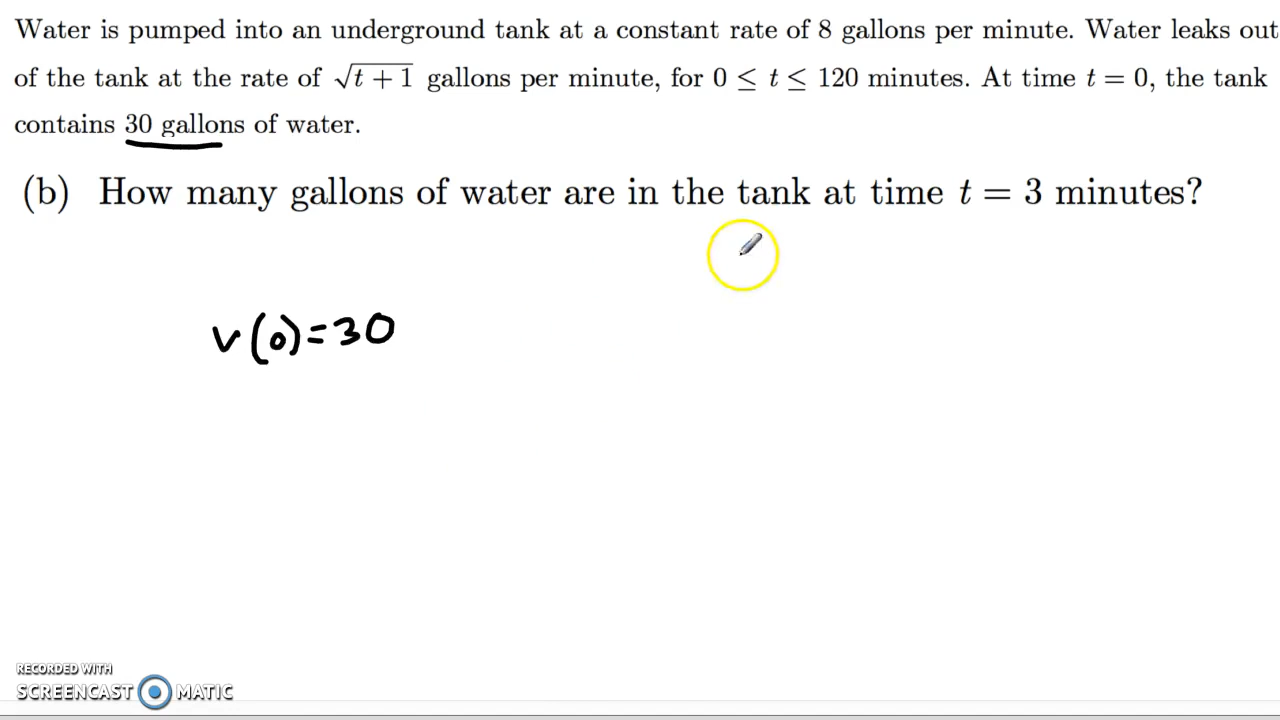 Water is pumped into an underground tank at a constant rate of 8 gallons per minute. Water leaks out
of the tank at the rate of √t + 1 gallons per minute, for 0 ≤ t ≤ 120 minutes. At time t = 0, the tank
contains 30 gallons of water.
(b) How many gallons of water are in the tank at time t = 3 minutes?
v(0)=30
RECORDED WITH
SCREENCAST MATIC